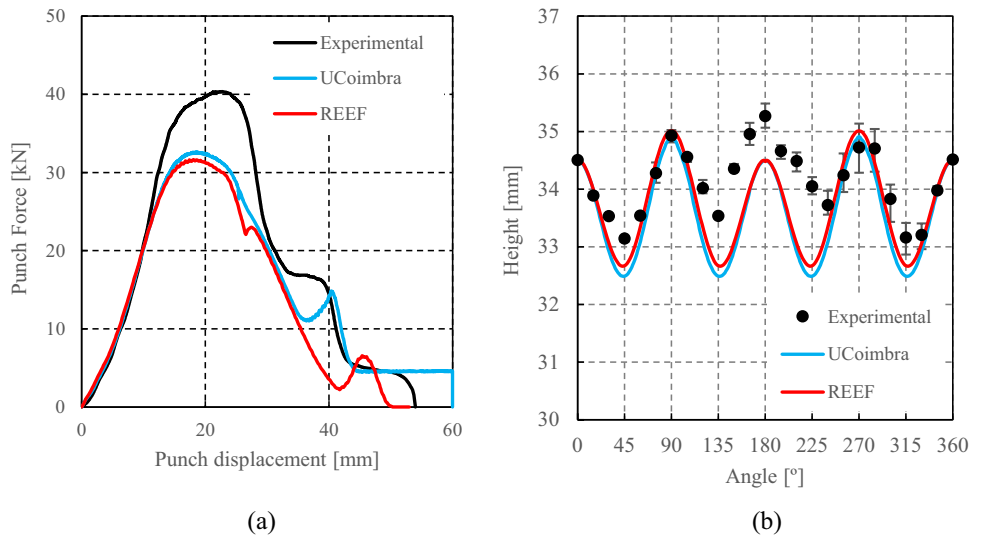 50
40
30
20
10
0
0 20 40 60
Punch Force [kN]
Punch displacement [mm]
Experimental
UCoimbra
REEF
(a)
37
36
35
34
33
32
31
30
0 45 90 135 180 225 270 315 360
Height [mm]
Angle [º]
Experimental
UCoimbra
REEF
(b)